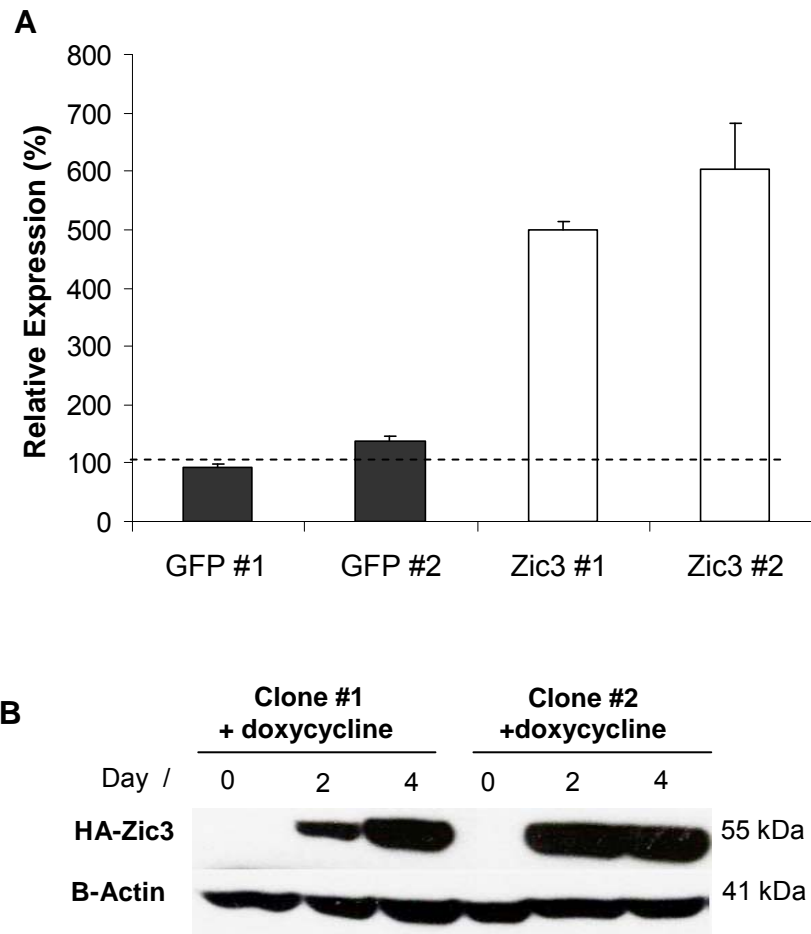 A
Relative Expression (%)
800
700
600
500
400
300
200
100
0
GFP #1 GFP #2 Zic3 #1 Zic3 #2
B
Clone #1 Clone #2
+ doxycycline +doxycycline
Day / 0 2 4 0 2 4
HA-Zic3 55 kDa
B-Actin 41 kDa